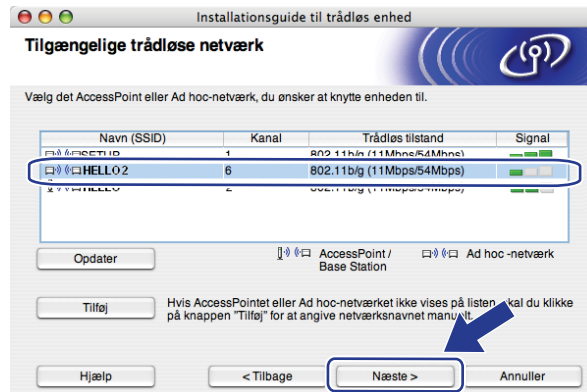 Installationsguide til trådløs enhed
Tilgængelige trådløse netværk
Vælg det AccessPoint eller Ad hoc-netværk, du ønsker at knytte enheden til.
Navn (SSID) Kanal Trådløs tilstand Signal
SETUP 1 802.11b/g (11Mbps/54Mbps)
HELLO2 6 802.11b/g (11Mbps/54Mbps)
HELLO 2 802.11b/g (11Mbps/54Mbps)
Opdater
AccessPoint / Base Station
Ad hoc -netværk
Tilføj
Hvis AccessPointet eller Ad hoc-netværket ikke vises på listen, skal du klikke
på knappen "Tilføj" for at angive netværksnavnet manuelt.
Hjælp < Tilbage Næste > Annuller